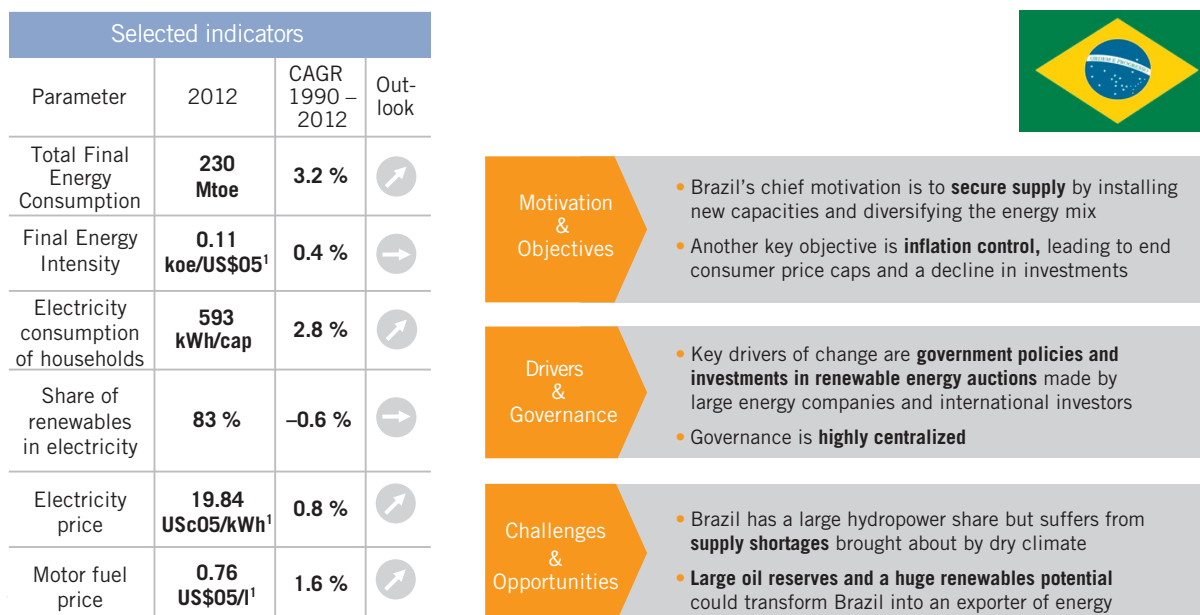 Selected indicators
Parameter
2012
CAGR
1990 –
2012
Out-
look
Total Final
Energy
Consumption
230
Mtoe
3.2 %
Final Energy
Intensity
0.11
koe/US$05¹
0.4 %
Electricity
consumption
of households
593
kWh/cap
2.8 %
Share of
renewables
in electricity
83 %
–0.6 %
Electricity
price
19.84
USc05/kWh¹
0.8 %
Motor fuel
price
0.76
US$05/l¹
1.6 %
Motivation
&
Objectives
• Brazil’s chief motivation is to secure supply by installing
new capacities and diversifying the energy mix
• Another key objective is inflation control, leading to end
consumer price caps and a decline in investments
Drivers
&
Governance
• Key drivers of change are government policies and
investments in renewable energy auctions made by
large energy companies and international investors
• Governance is highly centralized
Challenges
&
Opportunities
• Brazil has a large hydropower share but suffers from
supply shortages brought about by dry climate
• Large oil reserves and a huge renewables potential
could transform Brazil into an exporter of energy